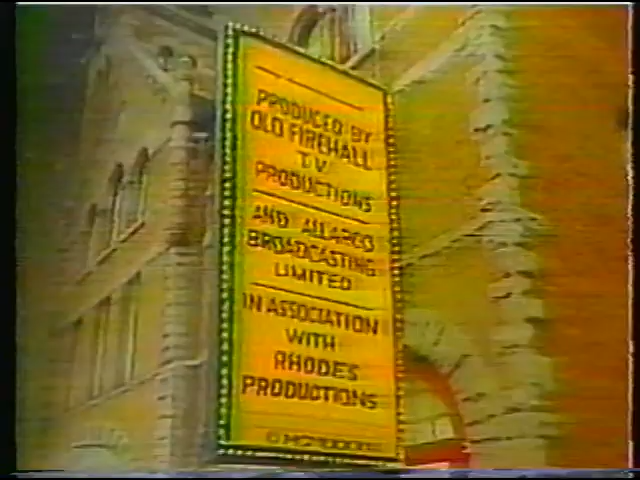 PRODUCED BY
OLD FIREHALL
T.V.
PRODUCTIONS
AND ALLARCO
BROADCASTING
LIMITED
IN ASSOCIATION
WITH
RHODES
PRODUCTIONS